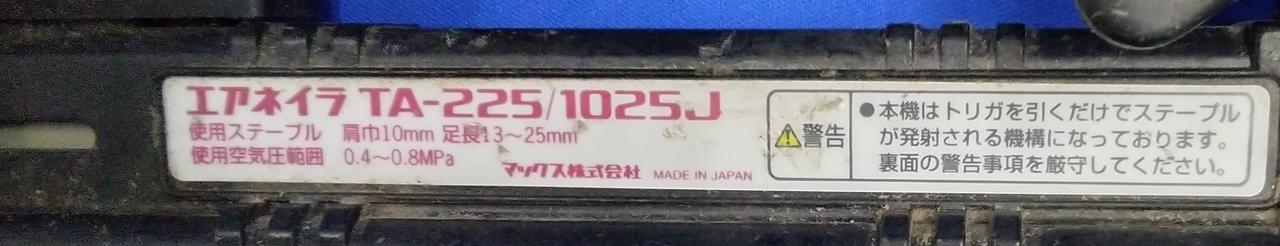 エアネイラ TA-225/1025J
使用ステープル 肩巾10mm 足長13〜25mm
使用空気圧範囲 0.4〜0.8MPa
マックス株式会社 MADE IN JAPAN
警告
●本機はトリガを引くだけでステープル
が発射される機構になっております。
裏面の警告事項を厳守してください。